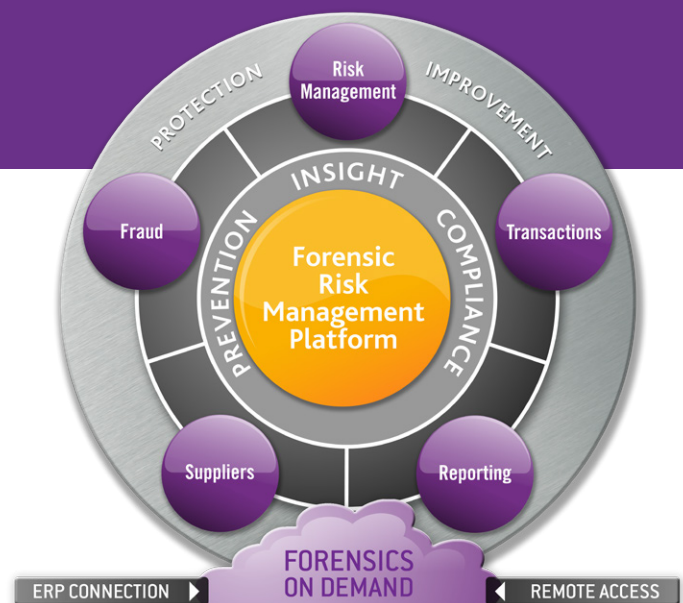 Risk
Management
PROTECTION
IMPROVEMENT
INSIGHT
PREVENTION
COMPLIANCE
Fraud
Transactions
Forensic
Risk
Management
Platform
Suppliers
Reporting
FORENSICS
ON DEMAND
ERP CONNECTION
REMOTE ACCESS